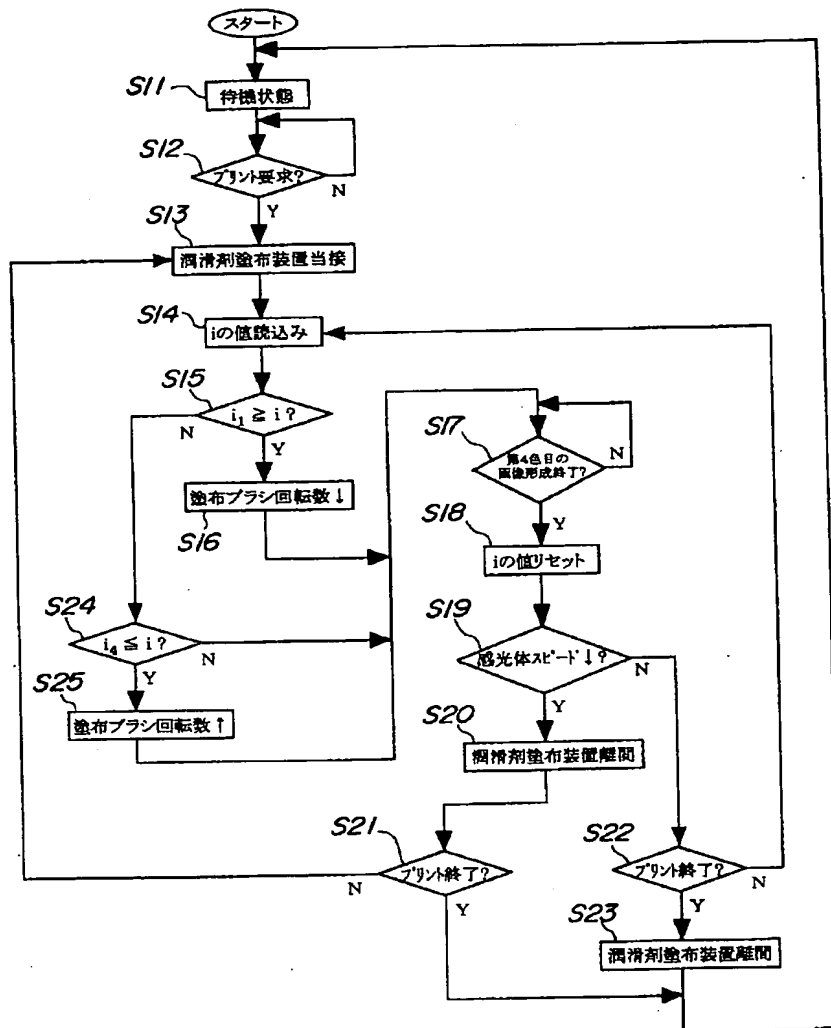 スタート
S11
待機状態
S12
プリント要求?
N
Y
S13
潤滑剤塗布装置当接
S14
iの値読込み
S15
i₁ ≧ i ?
N
Y
塗布ブラシ回転数↓
S16
S17
第4色目の
画像形成終了?
N
Y
S18
iの値リセット
S19
感光体スピード↓?
N
Y
S24
i₄ ≦ i ?
N
Y
S25
塗布ブラシ回転数↑
S20
潤滑剤塗布装置離間
S21
プリント終了?
N
Y
S22
プリント終了?
N
Y
S23
潤滑剤塗布装置離間